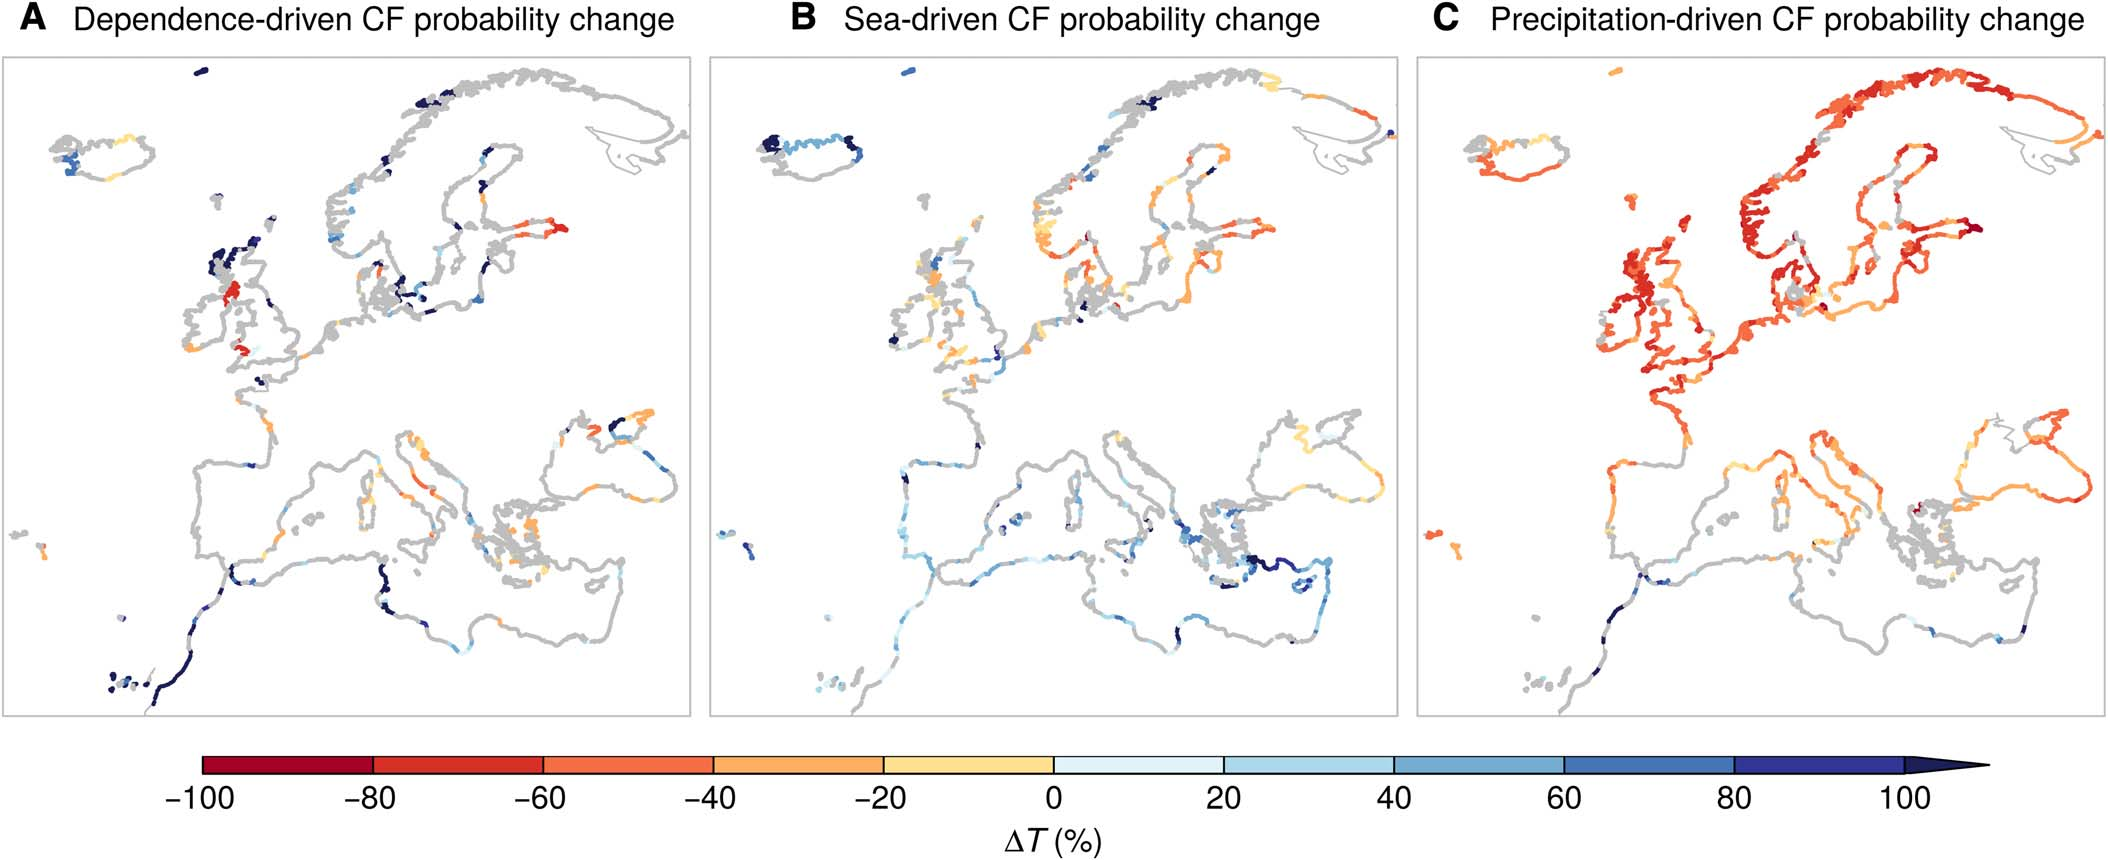 A Dependence-driven CF probability change
B Sea-driven CF probability change
C Precipitation-driven CF probability change
−100 −80 −60 −40 −20 0 20 40 60 80 100
ΔT (%)